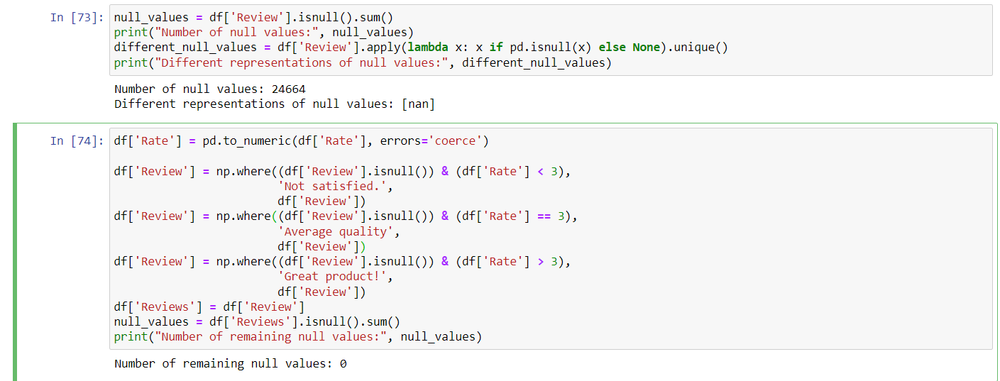 In [73]: null_values = df['Review'].isnull().sum()
print("Number of null values:", null_values)
different_null_values = df['Review'].apply(lambda x: x if pd.isnull(x) else None).unique()
print("Different representations of null values:", different_null_values)
Number of null values: 24664
Different representations of null values: [nan]
In [74]: df['Rate'] = pd.to_numeric(df['Rate'], errors='coerce')
df['Review'] = np.where((df['Review'].isnull()) & (df['Rate'] < 3),
'Not satisfied.',
df['Review'])
df['Review'] = np.where((df['Review'].isnull()) & (df['Rate'] == 3),
'Average quality',
df['Review'])
df['Review'] = np.where((df['Review'].isnull()) & (df['Rate'] > 3),
'Great product!',
df['Review'])
df['Reviews'] = df['Review']
null_values = df['Reviews'].isnull().sum()
print("Number of remaining null values:", null_values)
Number of remaining null values: 0